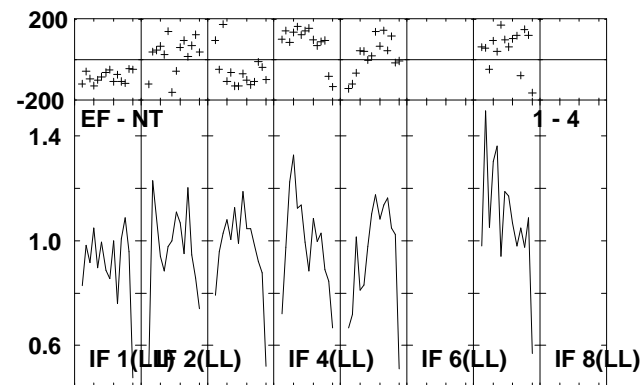 200
-200
EF - NT 1 - 4
1.4
1.0
0.6
IF 1(LL) IF 2(LL) IF 4(LL) IF 6(LL) IF 8(LL)